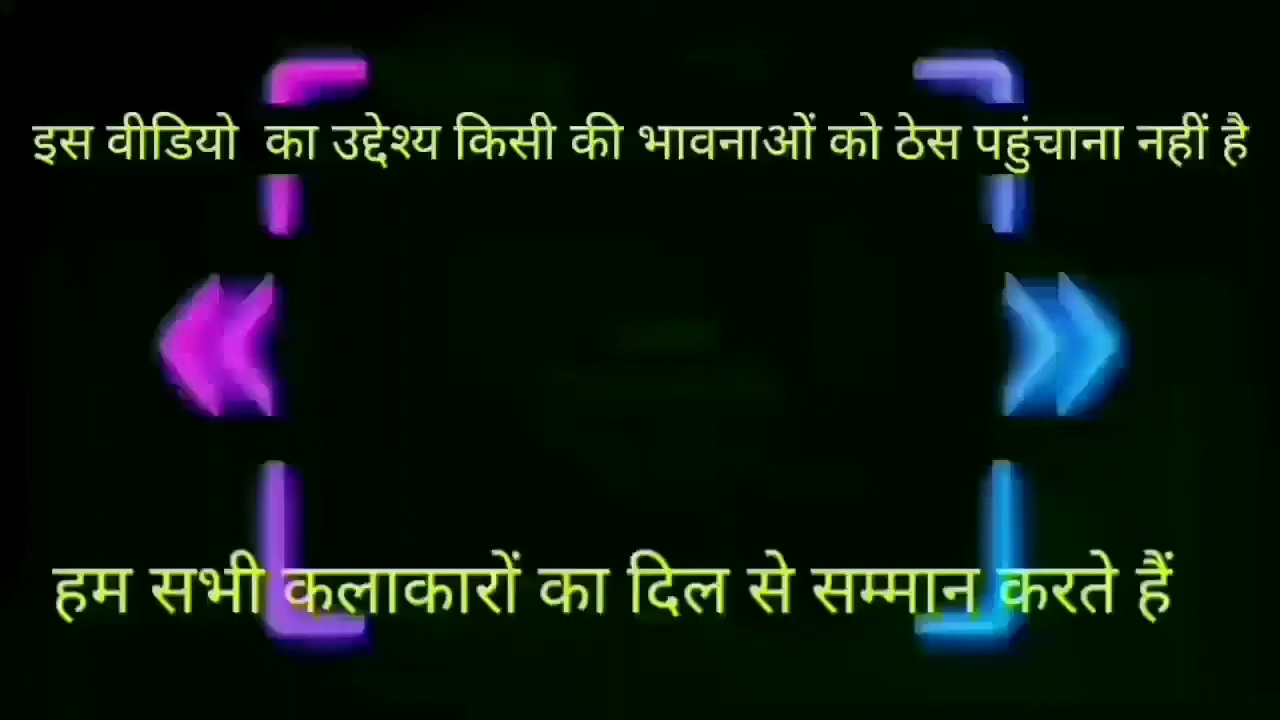 इस वीडियो का उद्देश्य किसी की भावनाओं को ठेस पहुंचाना नहीं है
हम सभी कलाकारों का दिल से सम्मान करते हैं